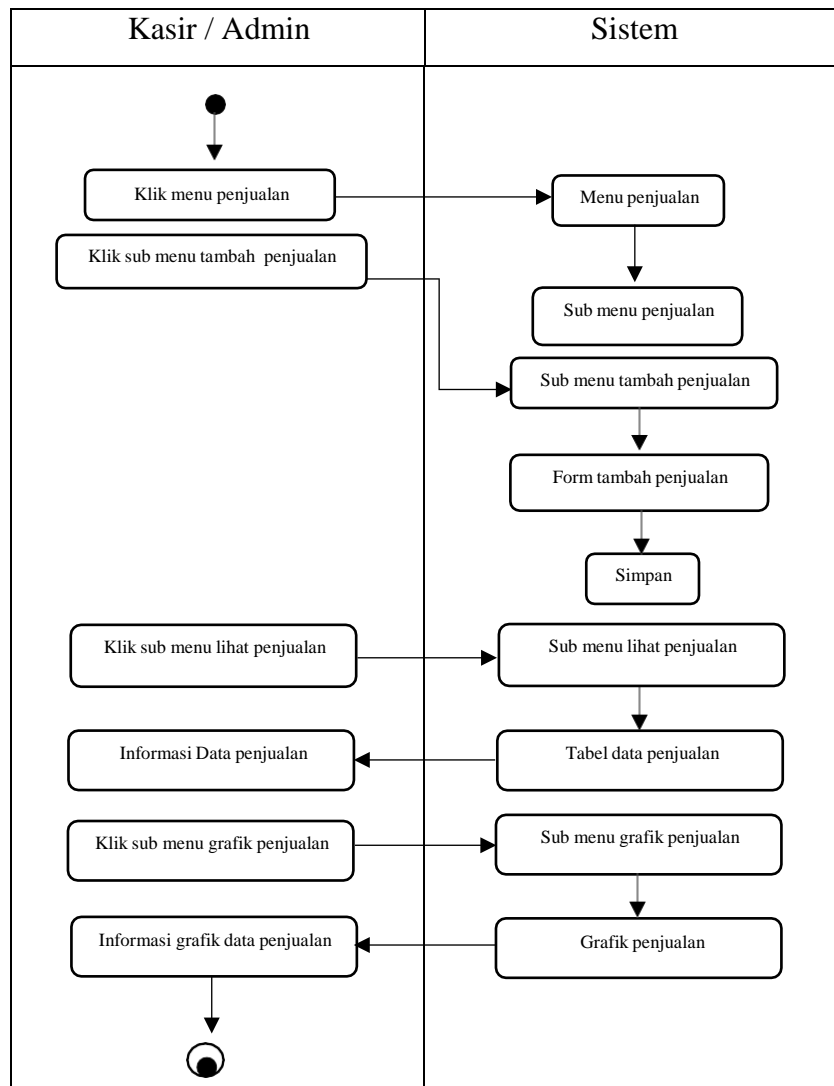 Kasir / Admin
Sistem
Klik menu penjualan
Menu penjualan
Klik sub menu tambah penjualan
Sub menu penjualan
Sub menu tambah penjualan
Form tambah penjualan
Simpan
Klik sub menu lihat penjualan
Sub menu lihat penjualan
Informasi Data penjualan
Tabel data penjualan
Klik sub menu grafik penjualan
Sub menu grafik penjualan
Informasi grafik data penjualan
Grafik penjualan